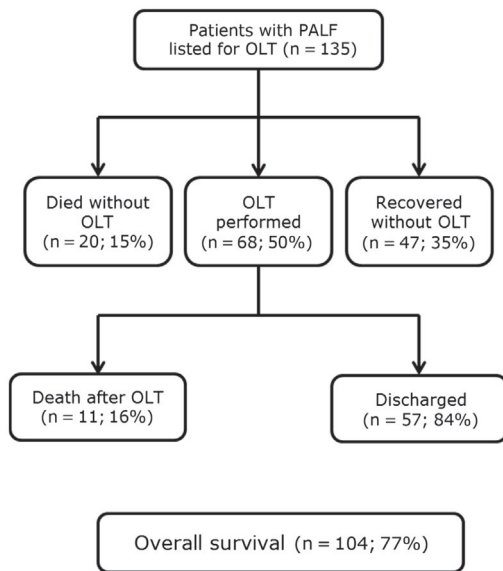 Patients with PALF
listed for OLT (n = 135)
Died without
OLT
(n = 20; 15%)
OLT
performed
(n = 68; 50%)
Recovered
without OLT
(n = 47; 35%)
Death after OLT
(n = 11; 16%)
Discharged
(n = 57; 84%)
Overall survival (n = 104; 77%)